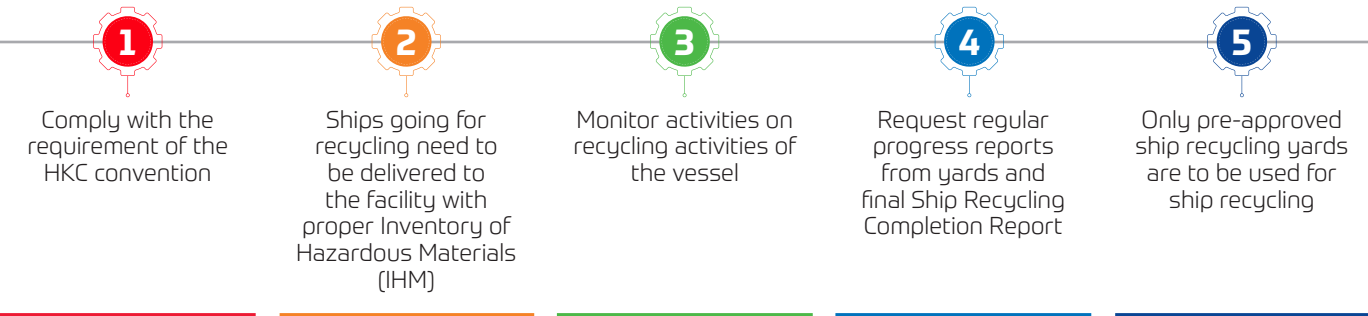 1
Comply with the
requirement of the
HKC convention
2
Ships going for
recycling need to
be delivered to
the facility with
proper Inventory of
Hazardous Materials
(IHM)
3
Monitor activities on
recycling activities of
the vessel
4
Request regular
progress reports
from yards and
final Ship Recycling
Completion Report
5
Only pre-approved
ship recycling yards
are to be used for
ship recycling